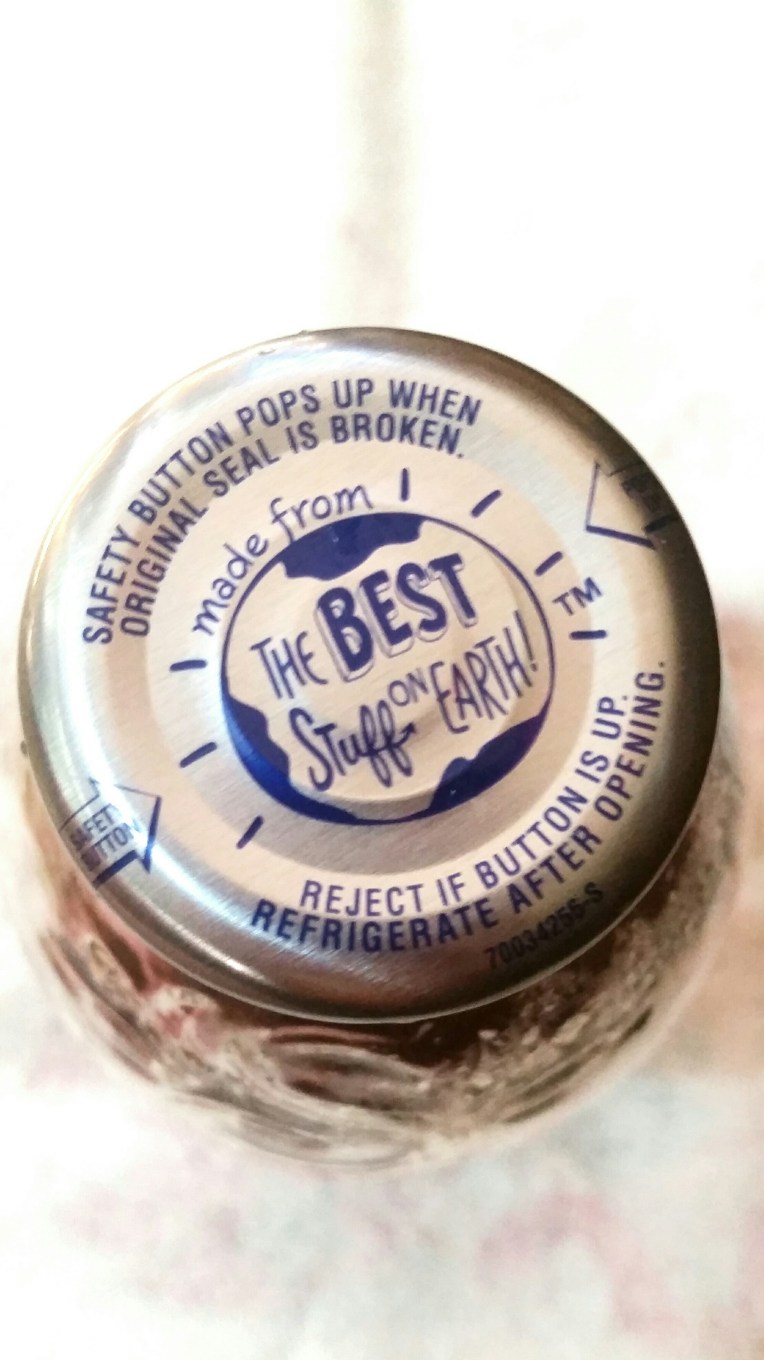 SAFETY BUTTON POPS UP WHEN
ORIGINAL SEAL IS BROKEN.
made from
THE BEST
Stuff ON EARTH!
TM
SAFETY
BUTTON
REJECT IF BUTTON IS UP.
REFRIGERATE AFTER OPENING.